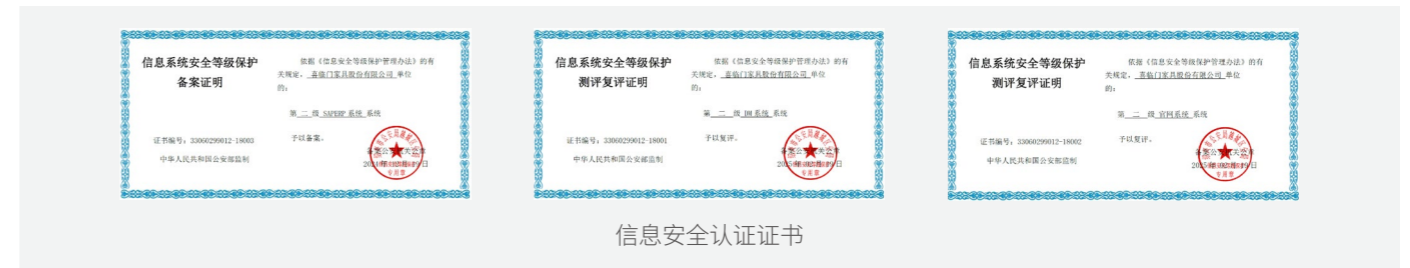 信息系统安全等级保护
备案证明
证书编号：33060299012-18003
中华人民共和国公安部监制
依据《信息安全等级保护管理办法》的有
关规定，喜临门家具股份有限公司 单位
的：
第 二 级 SAPERP 系统 系统
予以备案。
信息系统安全等级保护
测评复评证明
证书编号：33060299012-18001
中华人民共和国公安部监制
依据《信息安全等级保护管理办法》的有
关规定，喜临门家具股份有限公司 单位
的：
第 二 级 DM 系统 系统
予以复评。
专用章
信息系统安全等级保护
测评复评证明
证书编号：33060299012-18002
中华人民共和国公安部监制
依据《信息安全等级保护管理办法》的有
关规定，喜临门家具股份有限公司 单位
的：
第 二 级 官网系统 系统
予以复评。
专用章
信息安全认证证书